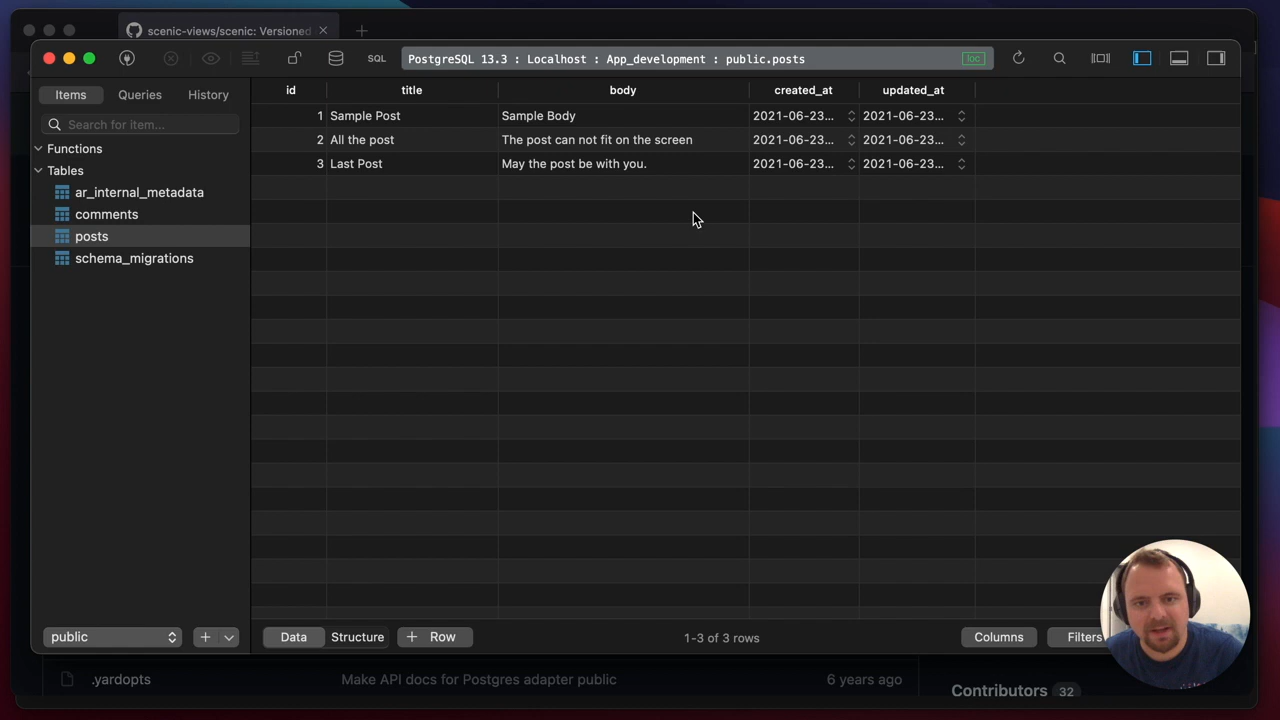 scenic-views/scenic: Versioned
SQL
PostgreSQL 13.3 : Localhost : App_development : public.posts
loc
Items Queries History
Search for item...
Functions
Tables
ar_internal_metadata
comments
posts
schema_migrations
id title body created_at updated_at
1 Sample Post Sample Body 2021-06-23... 2021-06-23...
2 All the post The post can not fit on the screen 2021-06-23... 2021-06-23...
3 Last Post May the post be with you. 2021-06-23... 2021-06-23...
public
Data Structure + Row 1-3 of 3 rows Columns Filters
.yardopts Make API docs for Postgres adapter public 6 years ago
Contributors 32